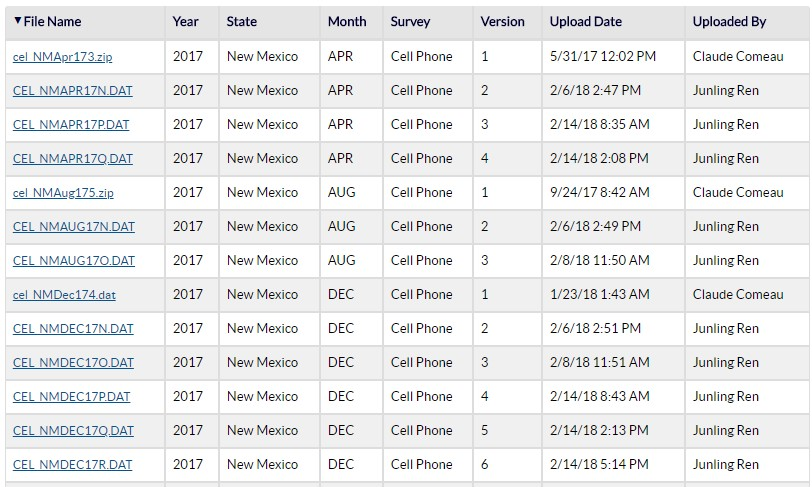 ▼File Name Year State Month Survey Version Upload Date Uploaded By
cel_NMApr173.zip 2017 New Mexico APR Cell Phone 1 5/31/17 12:02 PM Claude Comeau
CEL_NMAPR17N.DAT 2017 New Mexico APR Cell Phone 2 2/6/18 2:47 PM Junling Ren
CEL_NMAPR17P.DAT 2017 New Mexico APR Cell Phone 3 2/14/18 8:35 AM Junling Ren
CEL_NMAPR17Q.DAT 2017 New Mexico APR Cell Phone 4 2/14/18 2:08 PM Junling Ren
cel_NMAug175.zip 2017 New Mexico AUG Cell Phone 1 9/24/17 8:42 AM Claude Comeau
CEL_NMAUG17N.DAT 2017 New Mexico AUG Cell Phone 2 2/6/18 2:49 PM Junling Ren
CEL_NMAUG17O.DAT 2017 New Mexico AUG Cell Phone 3 2/8/18 11:50 AM Junling Ren
cel_NMDec174.dat 2017 New Mexico DEC Cell Phone 1 1/23/18 1:43 AM Claude Comeau
CEL_NMDEC17N.DAT 2017 New Mexico DEC Cell Phone 2 2/6/18 2:51 PM Junling Ren
CEL_NMDEC17O.DAT 2017 New Mexico DEC Cell Phone 3 2/8/18 11:51 AM Junling Ren
CEL_NMDEC17P.DAT 2017 New Mexico DEC Cell Phone 4 2/14/18 8:43 AM Junling Ren
CEL_NMDEC17Q.DAT 2017 New Mexico DEC Cell Phone 5 2/14/18 2:13 PM Junling Ren
CEL_NMDEC17R.DAT 2017 New Mexico DEC Cell Phone 6 2/14/18 5:14 PM Junling Ren